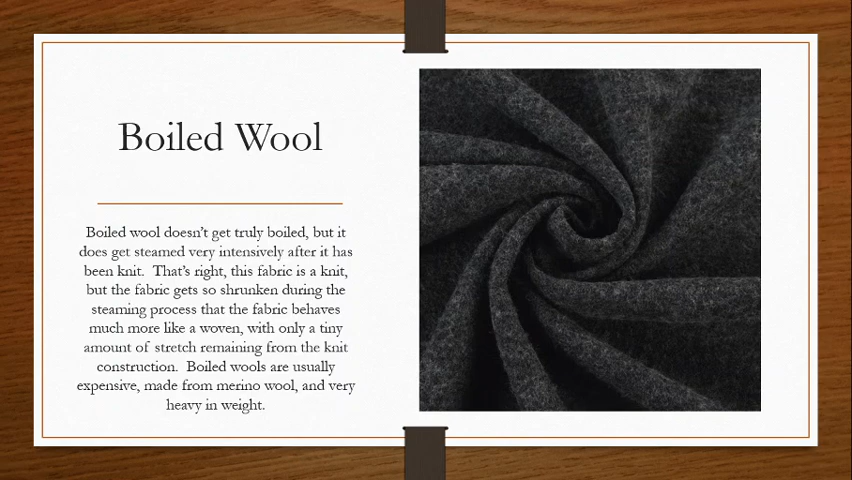 Boiled Wool
Boiled wool doesn’t get truly boiled, but it
does get steamed very intensively after it has
been knit.  That’s right, this fabric is a knit,
but the fabric gets so shrunken during the
steaming process that the fabric behaves
much more like a woven, with only a tiny
amount of stretch remaining from the knit
construction.  Boiled wools are usually
expensive, made from merino wool, and very
heavy in weight.